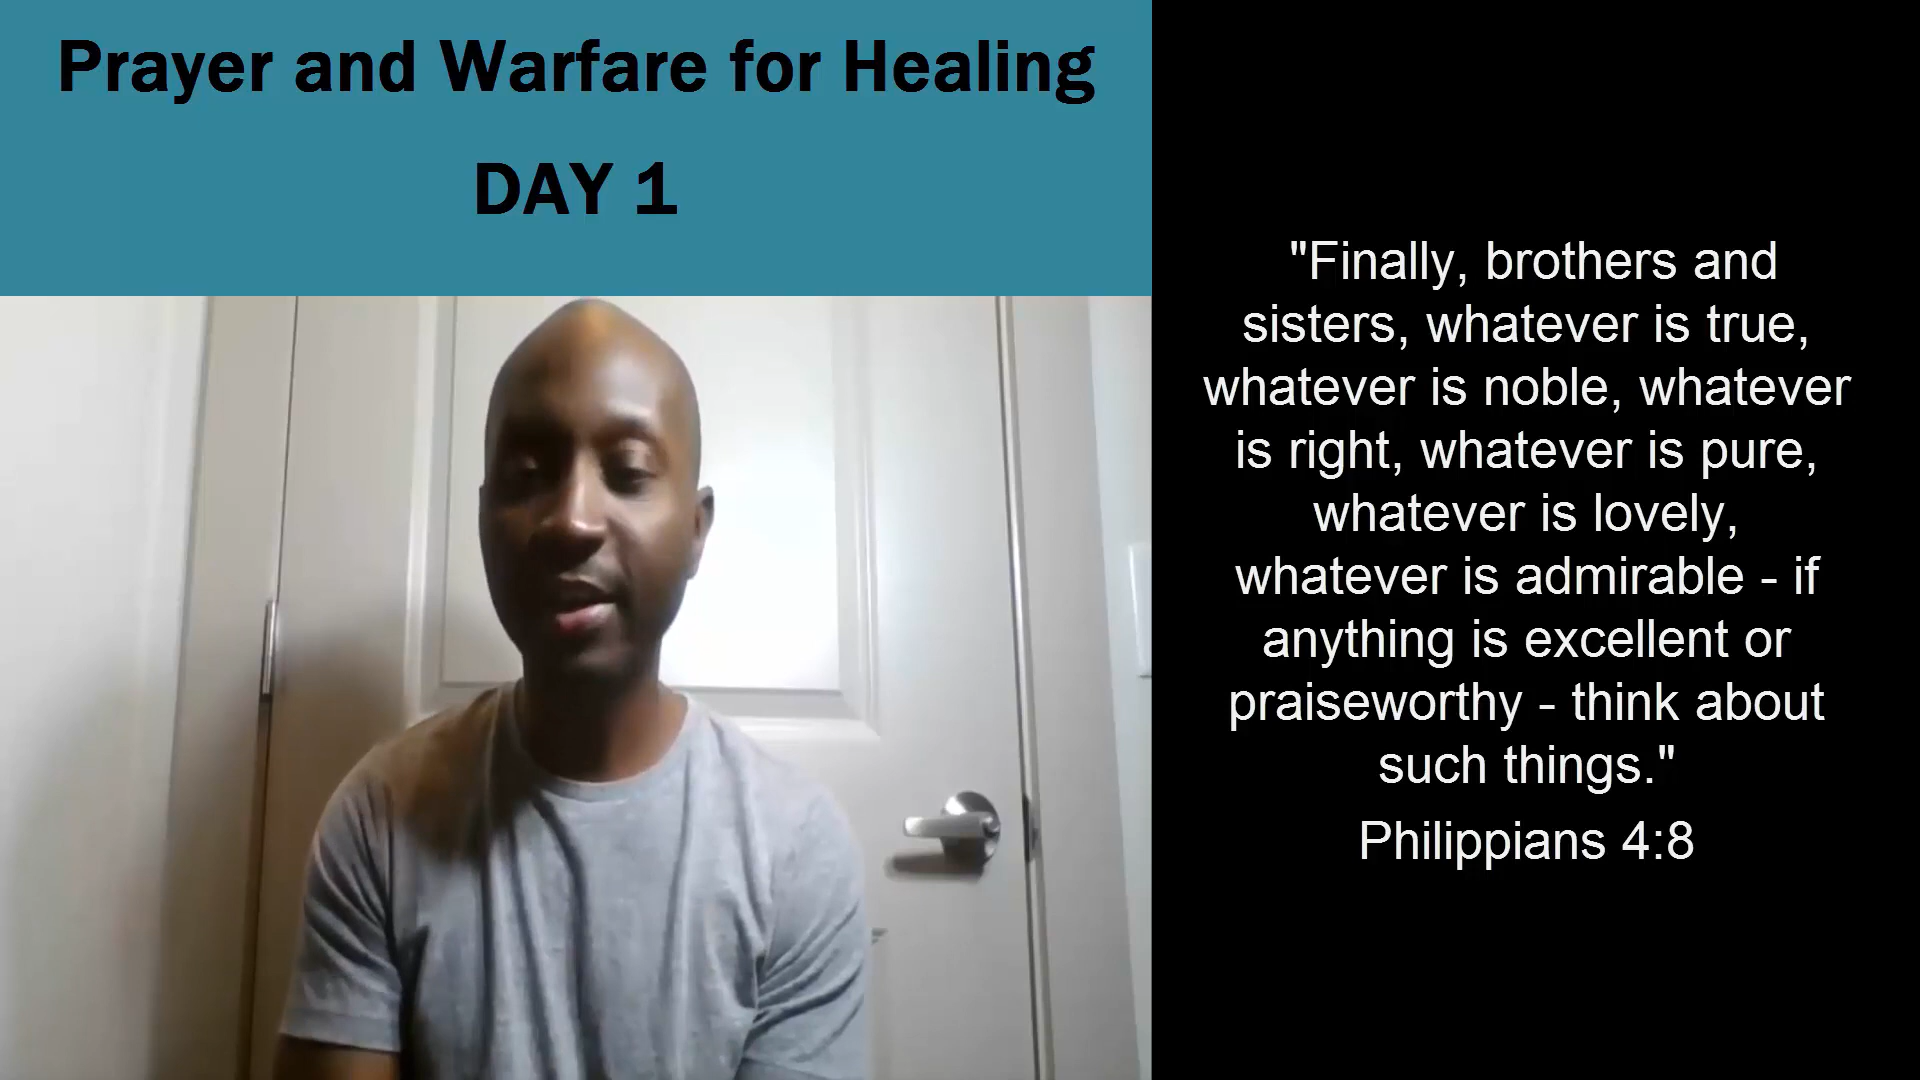 Prayer and Warfare for Healing
DAY 1
"Finally, brothers and
sisters, whatever is true,
whatever is noble, whatever
is right, whatever is pure,
whatever is lovely,
whatever is admirable - if
anything is excellent or
praiseworthy - think about
such things."
Philippians 4:8